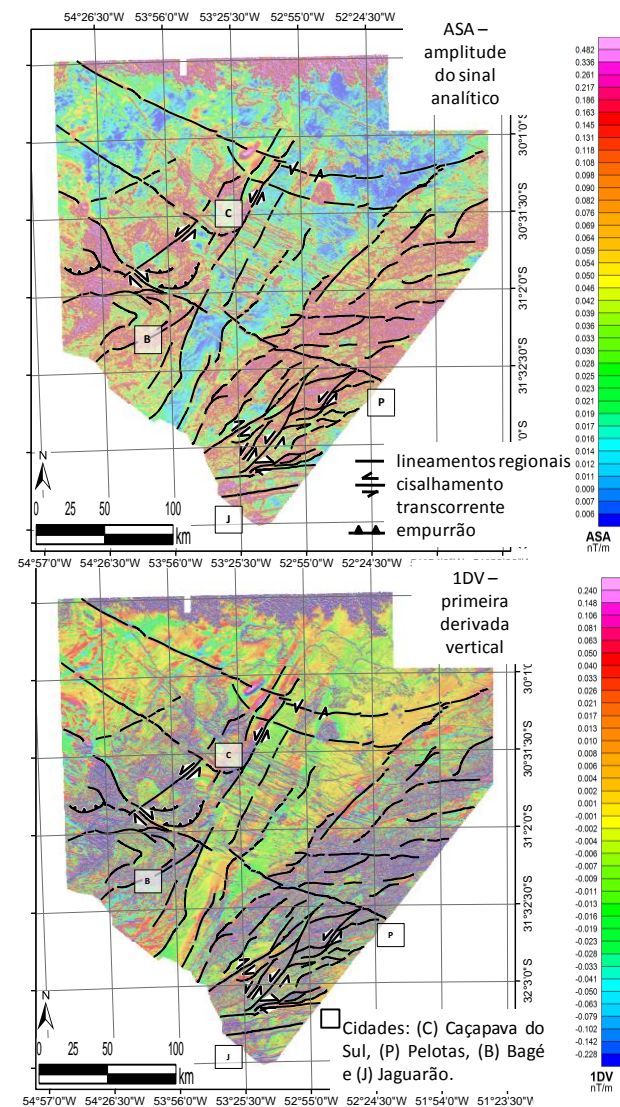 54°26'30"W 53°56'0"W 53°25'30"W 52°55'0"W 52°24'30"W
ASA –
amplitude
do sinal
analítico
0.482
0.336
0.261
0.217
0.186
0.163
0.145
0.131
0.118
0.108
0.098
0.090
0.082
0.076
0.069
0.064
0.059
0.054
0.050
0.046
0.042
0.039
0.036
0.033
0.030
0.028
0.025
0.023
0.021
0.019
0.017
0.016
0.014
0.012
0.011
0.009
0.007
0.006
ASA
nT/m
30°1'0"S
30°31'30"S
31°2'0"S
31°32'30"S
0"S
C
B
P
J
N
0 50 100
25
km
lineamentos regionais
cisalhamento
transcorrente
empurrão
54°57'0"W 54°26'30"W 53°56'0"W 53°25'30"W 52°55'0"W 52°24'30"W
1DV –
primeira
derivada
vertical
0.240
0.148
0.106
0.081
0.063
0.050
0.040
0.033
0.026
0.021
0.017
0.013
0.010
0.008
0.006
0.004
0.002
0.001
-0.001
-0.002
-0.004
-0.006
-0.007
-0.009
-0.011
-0.013
-0.016
-0.019
-0.023
-0.028
-0.033
-0.041
-0.050
-0.063
-0.079
-0.102
-0.142
-0.228
1DV
nT/m
30°1'
30°31'30"S
31°2'0"S
31°32'30"S
32°3'0"S
C
B
P
J
N
0 25 50 100
km
Cidades: (C) Caçapava do
Sul, (P) Pelotas, (B) Bagé
e (J) Jaguarão.
54°57'0"W 54°26'30"W 53°56'0"W 53°25'30"W 52°55'0"W 52°24'30"W 51°54'0"W 51°23'30"W